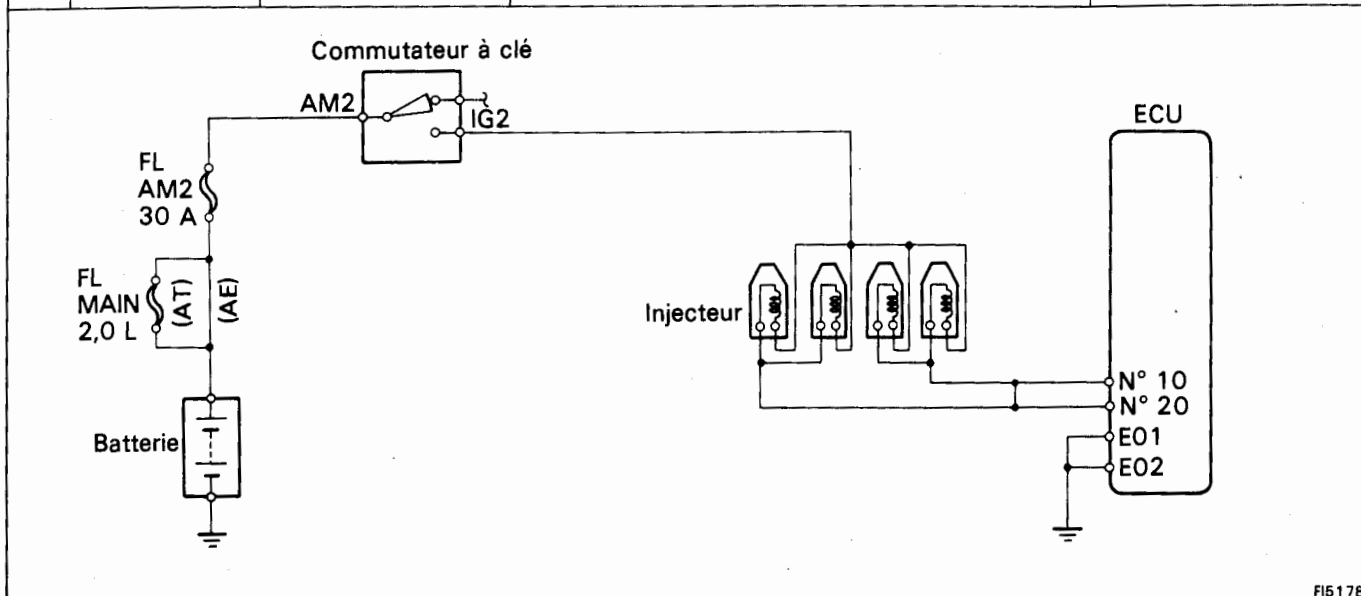 Commutateur à clé
AM2
IG2
ECU
FL
AM2
30 A
FL
MAIN
2,0 L
(AT)
(AE)
Injecteur
N° 10
N° 20
E01
E02
Batterie
FI5178